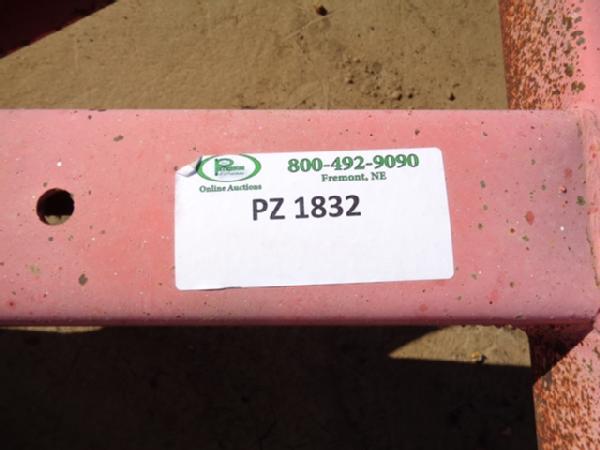 800-492-9090
Fremont, NE
Online Auctions
PZ 1832